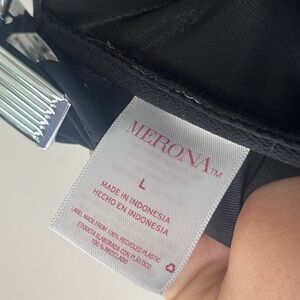 MERONA™
L
MADE IN INDONESIA
HECHO EN INDONESIA
LABEL MADE FROM 100% RECYCLED PLASTIC
ETIQUETA ELABORADA CON PLÁSTICO
100 % RECICLADO